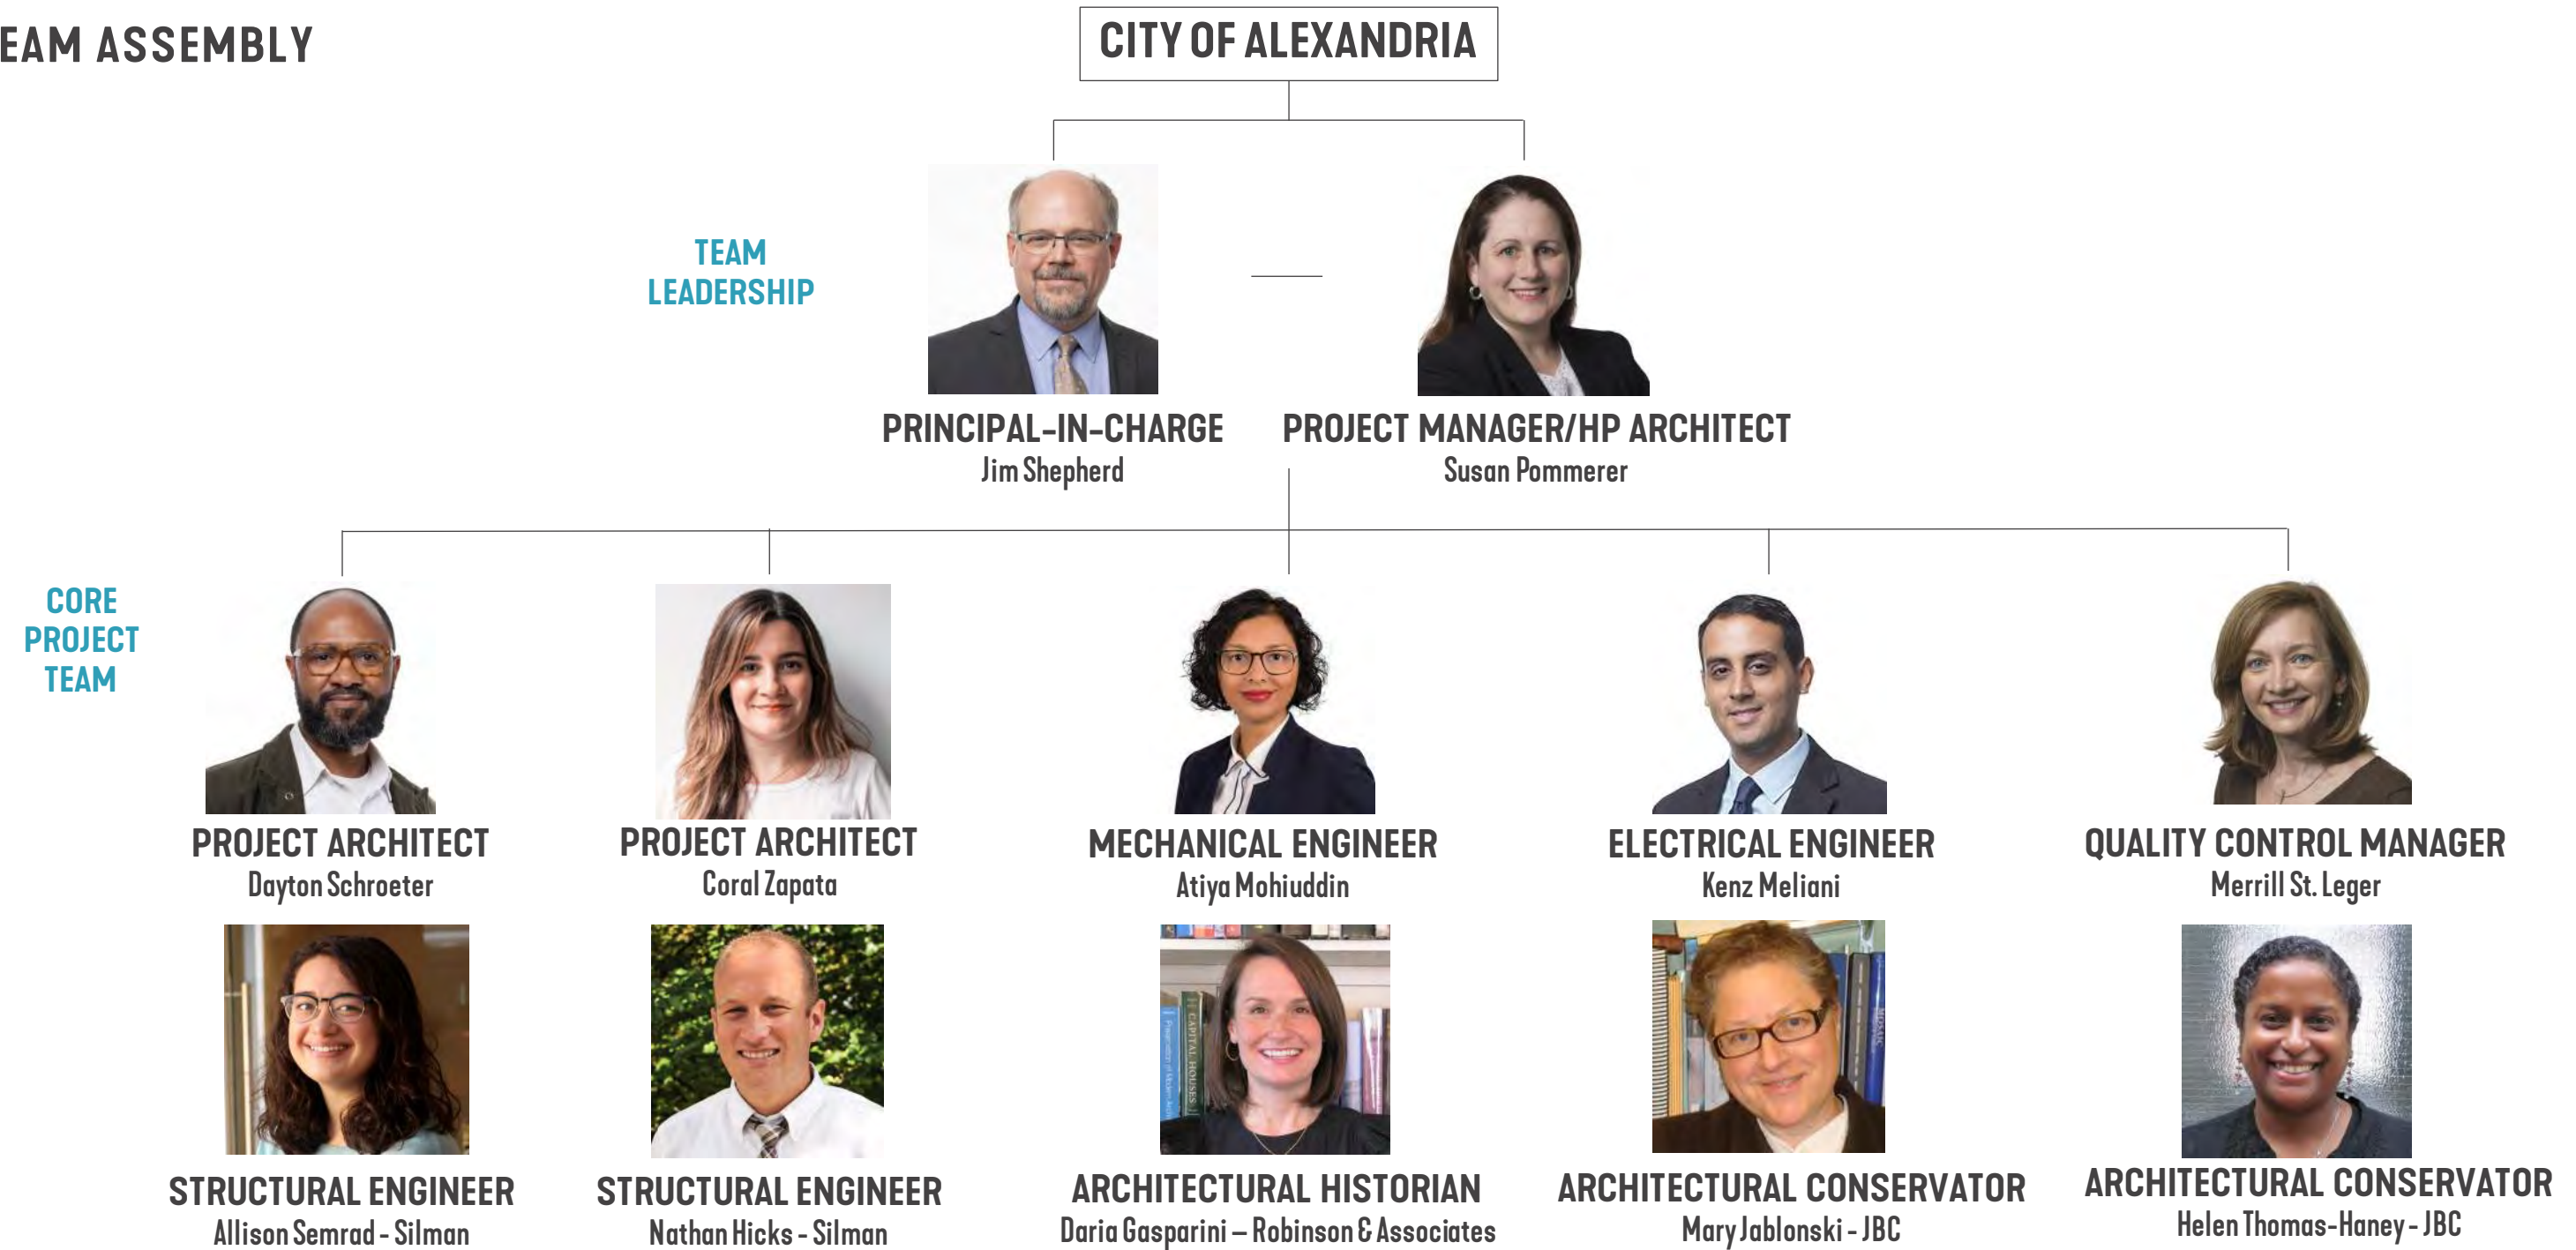 EAM ASSEMBLY
CITY OF ALEXANDRIA
TEAM
LEADERSHIP
PRINCIPAL-IN-CHARGE
Jim Shepherd
PROJECT MANAGER/HP ARCHITECT
Susan Pommerer
CORE
PROJECT
TEAM
PROJECT ARCHITECT
Dayton Schroeter
PROJECT ARCHITECT
Coral Zapata
MECHANICAL ENGINEER
Atiya Mohiuddin
ELECTRICAL ENGINEER
Kenz Meliani
QUALITY CONTROL MANAGER
Merrill St. Leger
CAPITAL HOUSES
MOSAIC
STRUCTURAL ENGINEER
Allison Semrad - Silman
STRUCTURAL ENGINEER
Nathan Hicks - Silman
ARCHITECTURAL HISTORIAN
Daria Gasparini – Robinson & Associates
ARCHITECTURAL CONSERVATOR
Mary Jablonski - JBC
ARCHITECTURAL CONSERVATOR
Helen Thomas-Haney - JBC